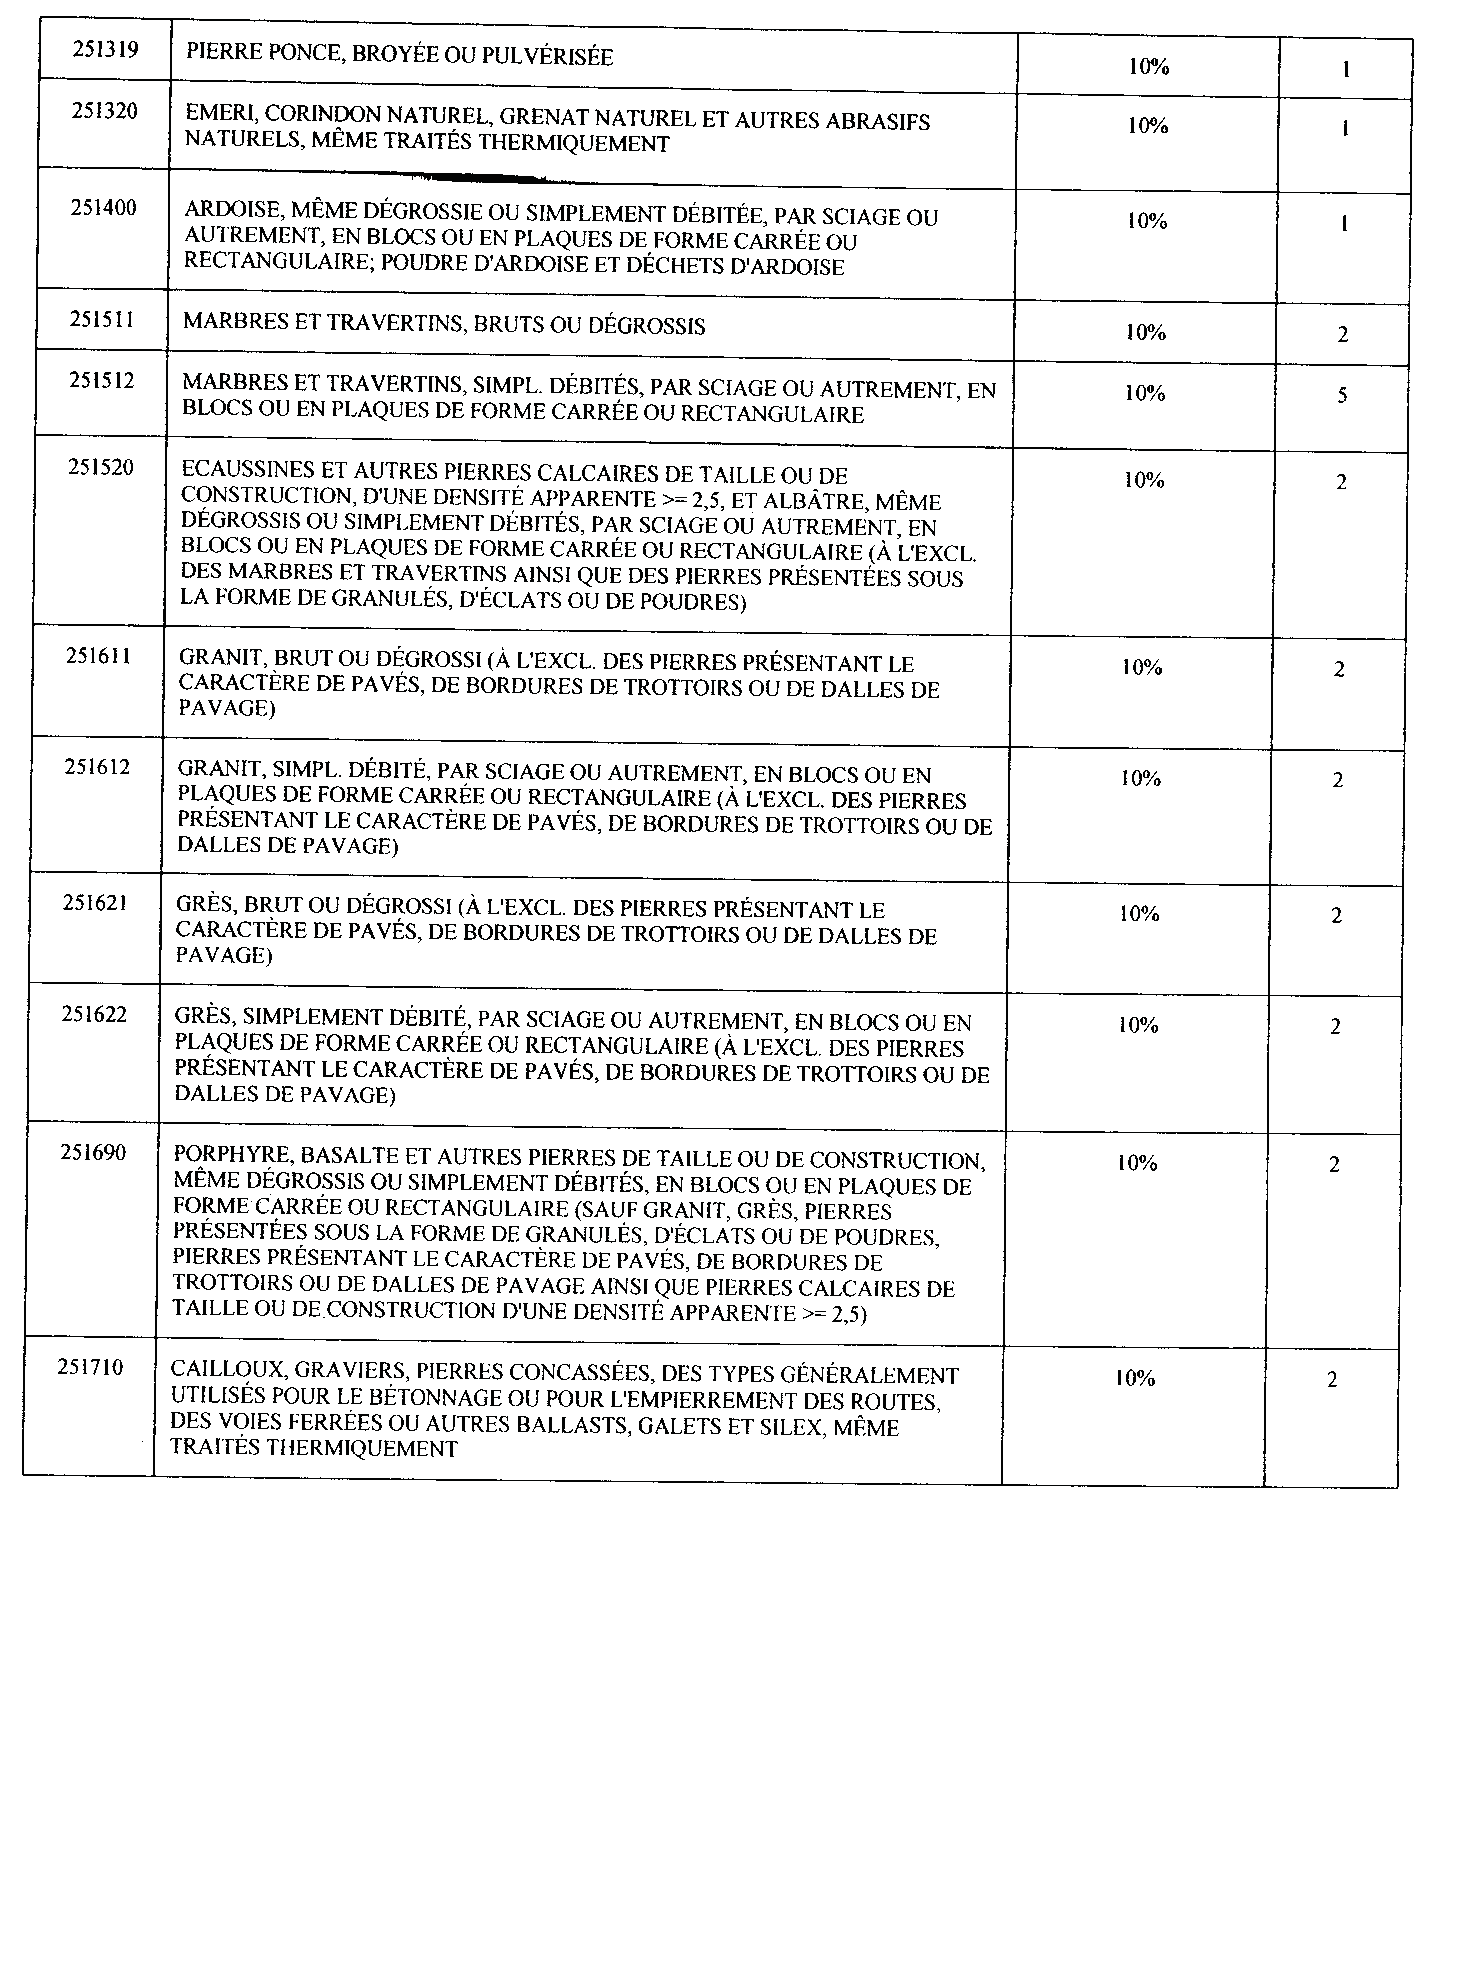 251319 PIERRE PONCE, BROYÉE OU PULVÉRISÉE 10% 1
251320 EMERI, CORINDON NATUREL, GRENAT NATUREL ET AUTRES ABRASIFS 10% 1
NATURELS, MÊME TRAITÉS THERMIQUEMENT
251400 ARDOISE, MÊME DÉGROSSIE OU SIMPLEMENT DÉBITÉE, PAR SCIAGE OU 10% 1
AUTREMENT, EN BLOCS OU EN PLAQUES DE FORME CARRÉE OU
RECTANGULAIRE; POUDRE D'ARDOISE ET DÉCHETS D'ARDOISE
251511 MARBRES ET TRAVERTINS, BRUTS OU DÉGROSSIS 10% 2
251512 MARBRES ET TRAVERTINS, SIMPL. DÉBITÉS, PAR SCIAGE OU AUTREMENT, EN 10% 5
BLOCS OU EN PLAQUES DE FORME CARRÉE OU RECTANGULAIRE
251520 ECAUSSINES ET AUTRES PIERRES CALCAIRES DE TAILLE OU DE 10% 2
CONSTRUCTION, D'UNE DENSITÉ APPARENTE >= 2,5, ET ALBÂTRE, MÊME
DÉGROSSIS OU SIMPLEMENT DÉBITÉS, PAR SCIAGE OU AUTREMENT, EN
BLOCS OU EN PLAQUES DE FORME CARRÉE OU RECTANGULAIRE (À L'EXCL.
DES MARBRES ET TRAVERTINS AINSI QUE DES PIERRES PRÉSENTÉES SOUS
LA FORME DE GRANULÉS, D'ÉCLATS OU DE POUDRES)
251611 GRANIT, BRUT OU DÉGROSSI (À L'EXCL. DES PIERRES PRÉSENTANT LE 10% 2
CARACTÈRE DE PAVÉS, DE BORDURES DE TROTTOIRS OU DE DALLES DE
PAVAGE)
251612 GRANIT, SIMPL. DÉBITÉ, PAR SCIAGE OU AUTREMENT, EN BLOCS OU EN 10% 2
PLAQUES DE FORME CARRÉE OU RECTANGULAIRE (À L'EXCL. DES PIERRES
PRÉSENTANT LE CARACTÈRE DE PAVÉS, DE BORDURES DE TROTTOIRS OU DE
DALLES DE PAVAGE)
251621 GRÈS, BRUT OU DÉGROSSI (À L'EXCL. DES PIERRES PRÉSENTANT LE 10% 2
CARACTÈRE DE PAVÉS, DE BORDURES DE TROTTOIRS OU DE DALLES DE
PAVAGE)
251622 GRÈS, SIMPLEMENT DÉBITÉ, PAR SCIAGE OU AUTREMENT, EN BLOCS OU EN 10% 2
PLAQUES DE FORME CARRÉE OU RECTANGULAIRE (À L'EXCL. DES PIERRES
PRÉSENTANT LE CARACTÈRE DE PAVÉS, DE BORDURES DE TROTTOIRS OU DE
DALLES DE PAVAGE)
251690 PORPHYRE, BASALTE ET AUTRES PIERRES DE TAILLE OU DE CONSTRUCTION, 10% 2
MÊME DÉGROSSIS OU SIMPLEMENT DÉBITÉS, EN BLOCS OU EN PLAQUES DE
FORME CARRÉE OU RECTANGULAIRE (SAUF GRANIT, GRÈS, PIERRES
PRÉSENTÉES SOUS LA FORME DE GRANULÉS, D'ÉCLATS OU DE POUDRES,
PIERRES PRÉSENTANT LE CARACTÈRE DE PAVÉS, DE BORDURES DE
TROTTOIRS OU DE DALLES DE PAVAGE AINSI QUE PIERRES CALCAIRES DE
TAILLE OU DE CONSTRUCTION D'UNE DENSITÉ APPARENTE >= 2,5)
251710 CAILLOUX, GRAVIERS, PIERRES CONCASSÉES, DES TYPES GÉNÉRALEMENT 10% 2
UTILISÉS POUR LE BÉTONNAGE OU POUR L'EMPIERREMENT DES ROUTES,
DES VOIES FERRÉES OU AUTRES BALLASTS, GALETS ET SILEX, MÊME
TRAITÉS THERMIQUEMENT